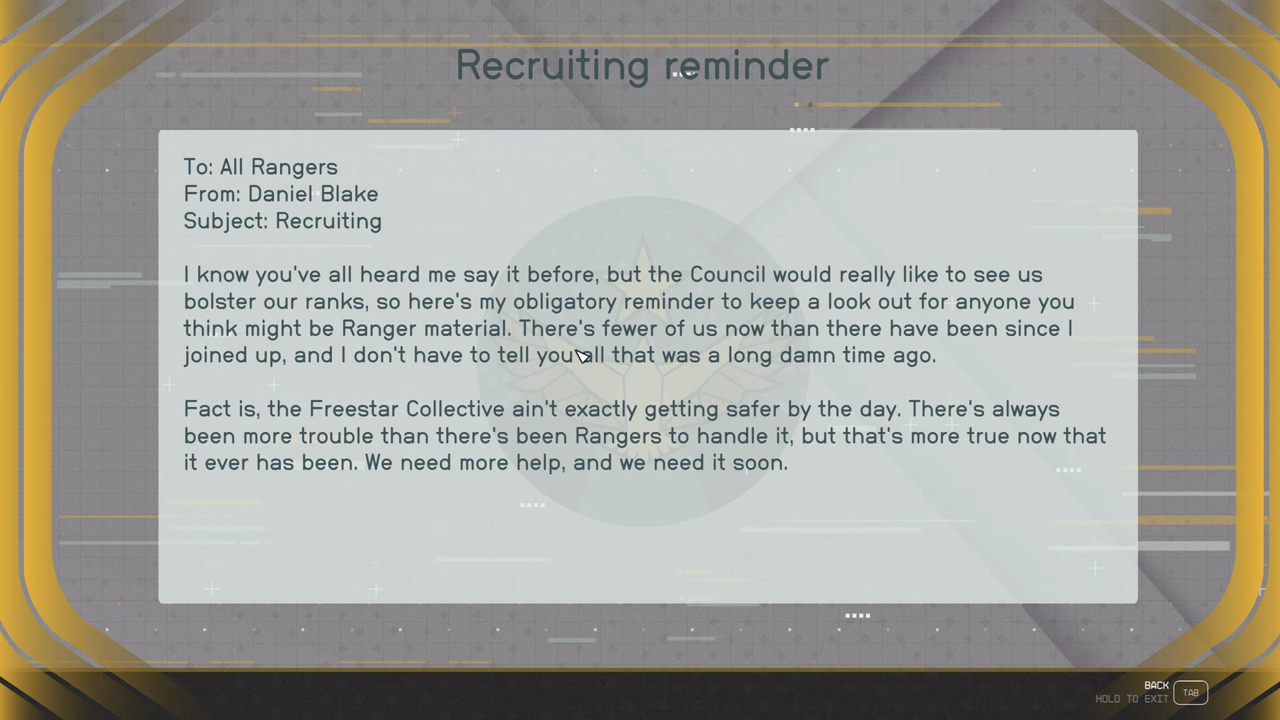 Recruiting reminder
To: All Rangers
From: Daniel Blake
Subject: Recruiting
I know you've all heard me say it before, but the Council would really like to see us
bolster our ranks, so here's my obligatory reminder to keep a look out for anyone you
think might be Ranger material. There's fewer of us now than there have been since I
joined up, and I don't have to tell you all that was a long damn time ago.
Fact is, the Freestar Collective ain't exactly getting safer by the day. There's always
been more trouble than there's been Rangers to handle it, but that's more true now that
it ever has been. We need more help, and we need it soon.
BACK
HOLD TO EXIT
TAB